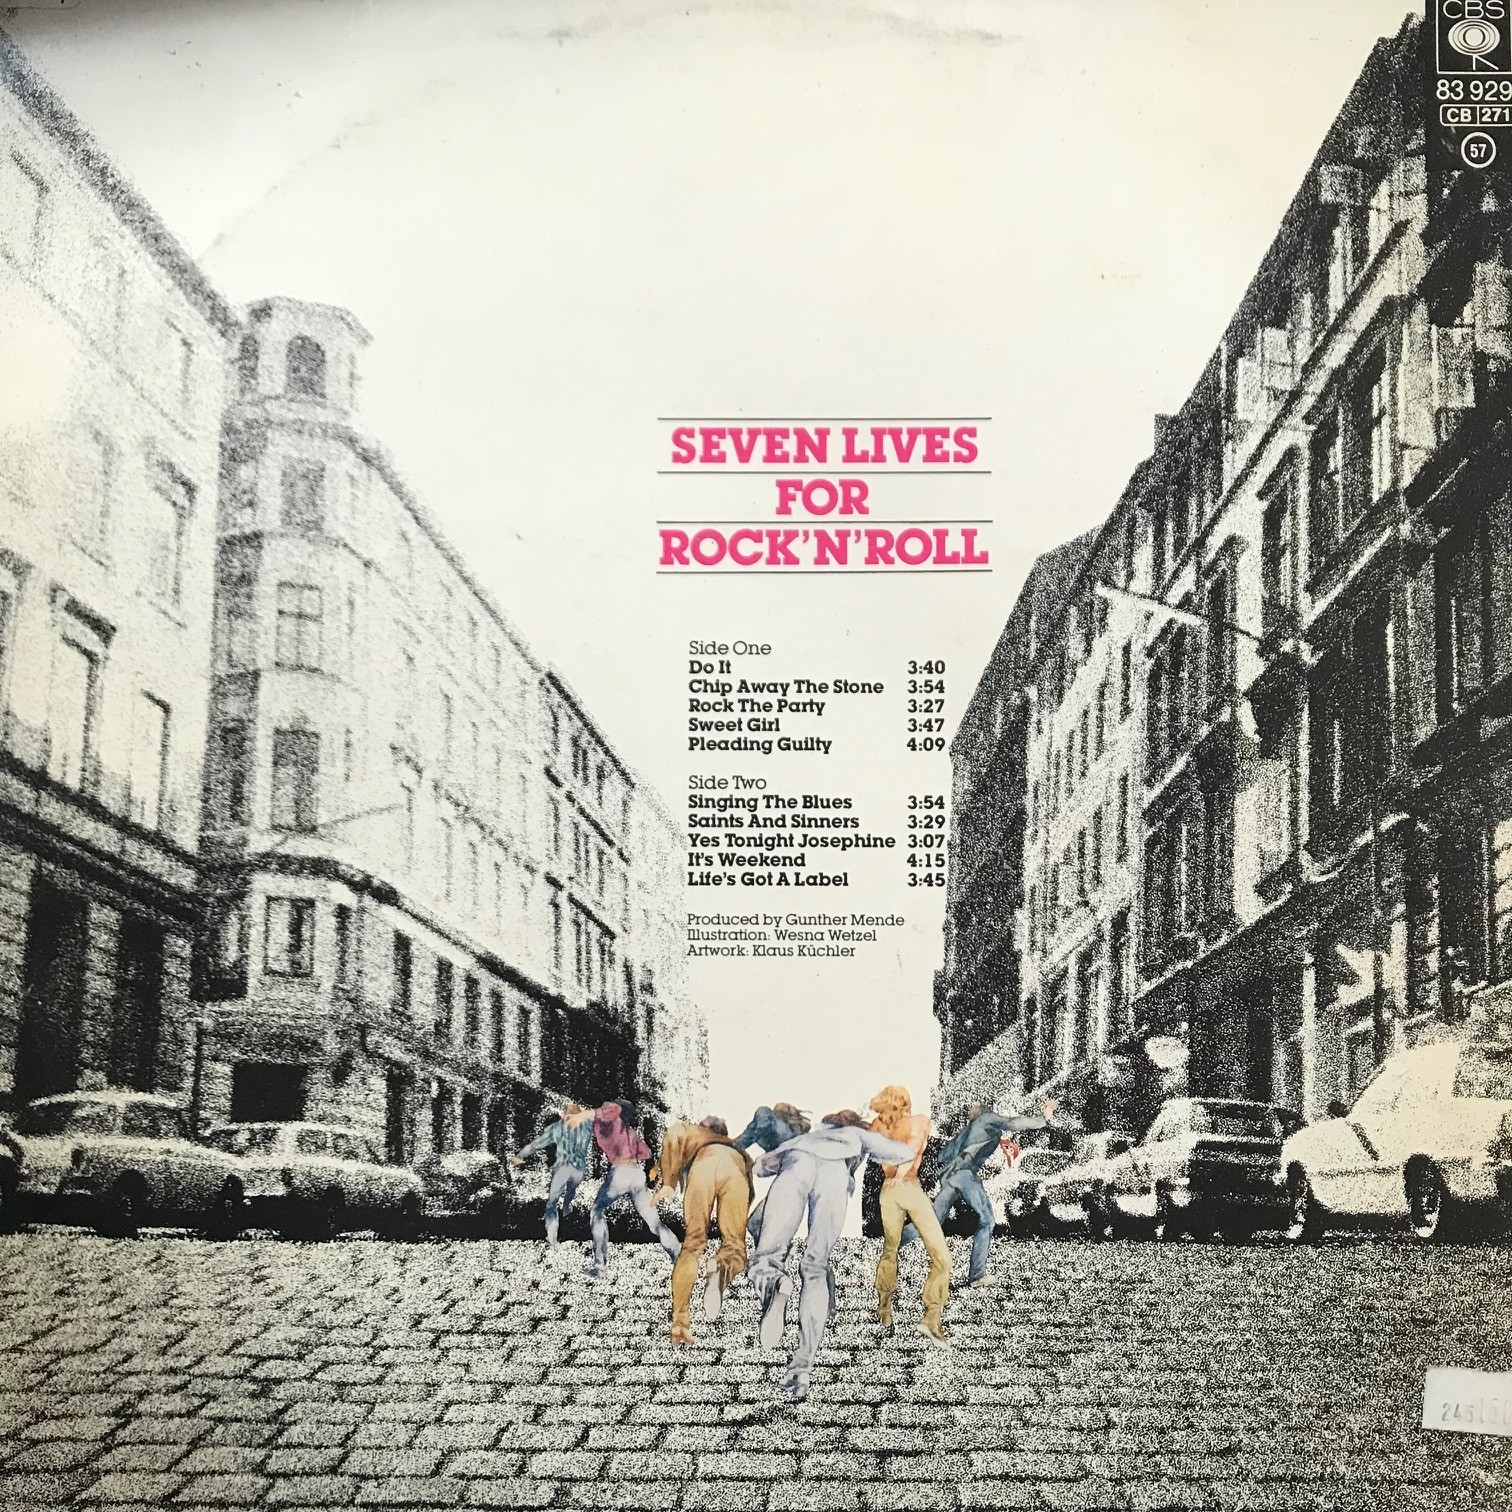 CBS
83 929
CB 271
57
SEVEN LIVES
FOR
ROCK'N'ROLL
Side One
Do It 3:40
Chip Away The Stone 3:54
Rock The Party 3:27
Sweet Girl 3:47
Pleading Guilty 4:09
Side Two
Singing The Blues 3:54
Saints And Sinners 3:29
Yes Tonight Josephine 3:07
It's Weekend 4:15
Life's Got A Label 3:45
Produced by Gunther Mende
Illustration: Wesna Wetzel
Artwork: Klaus Küchler